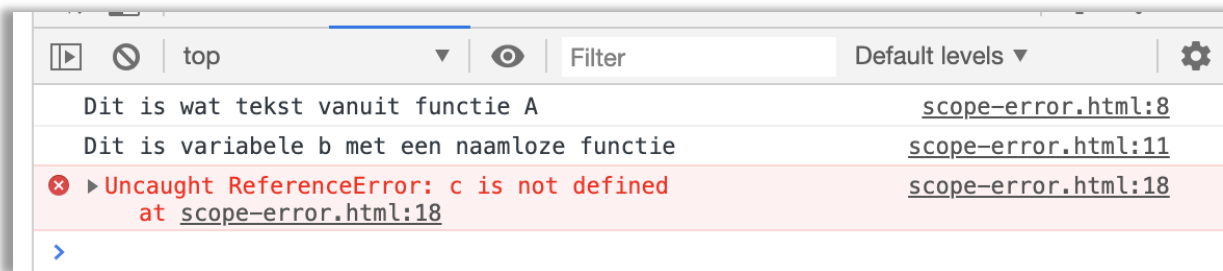 top ▼ Filter Default levels ▼
Dit is wat tekst vanuit functie A scope-error.html:8
Dit is variabele b met een naamloze functie scope-error.html:11
▶Uncaught ReferenceError: c is not defined scope-error.html:18
at scope-error.html:18
>